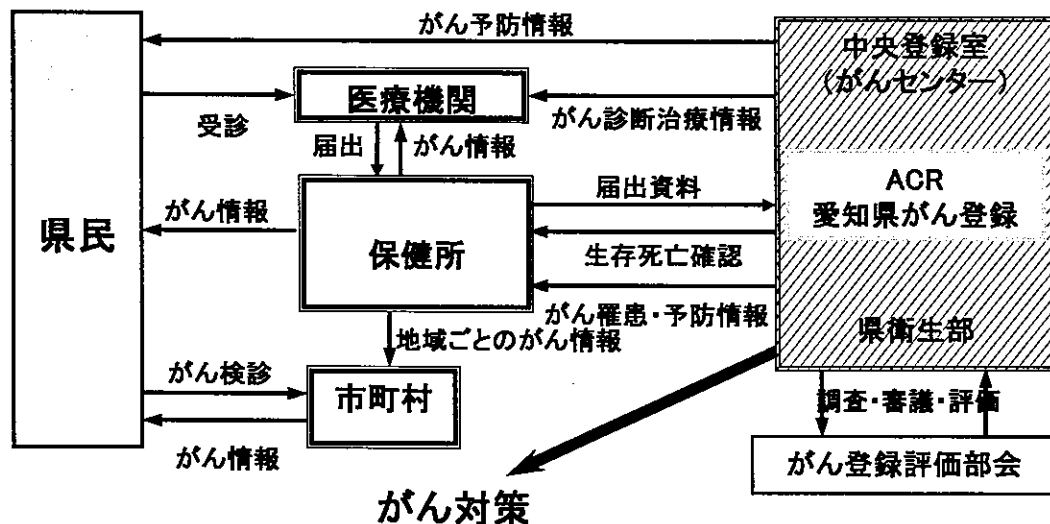 がん予防情報
中央登録室
(がんセンター)
医療機関
受診
がん診断治療情報
届出
がん情報
届出資料
ACR
愛知県がん登録
がん情報
県民
保健所
生存死亡確認
がん罹患・予防情報
県衛生部
地域ごとのがん情報
がん検診
市町村
調査・審議・評価
がん情報
がん登録評価部会
がん対策